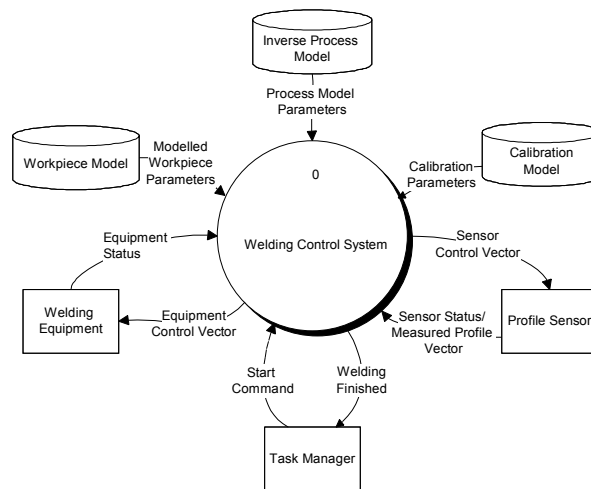 Inverse Process
Model
Process Model
Parameters
Modelled
Workpiece
Parameters
Workpiece Model
0
Calibration
Parameters
Calibration
Model
Equipment
Status
Welding Control System
Sensor
Control Vector
Welding
Equipment
Equipment
Control Vector
Sensor Status/
Measured Profile
Vector
Profile Sensor
Start
Command
Welding
Finished
Task Manager